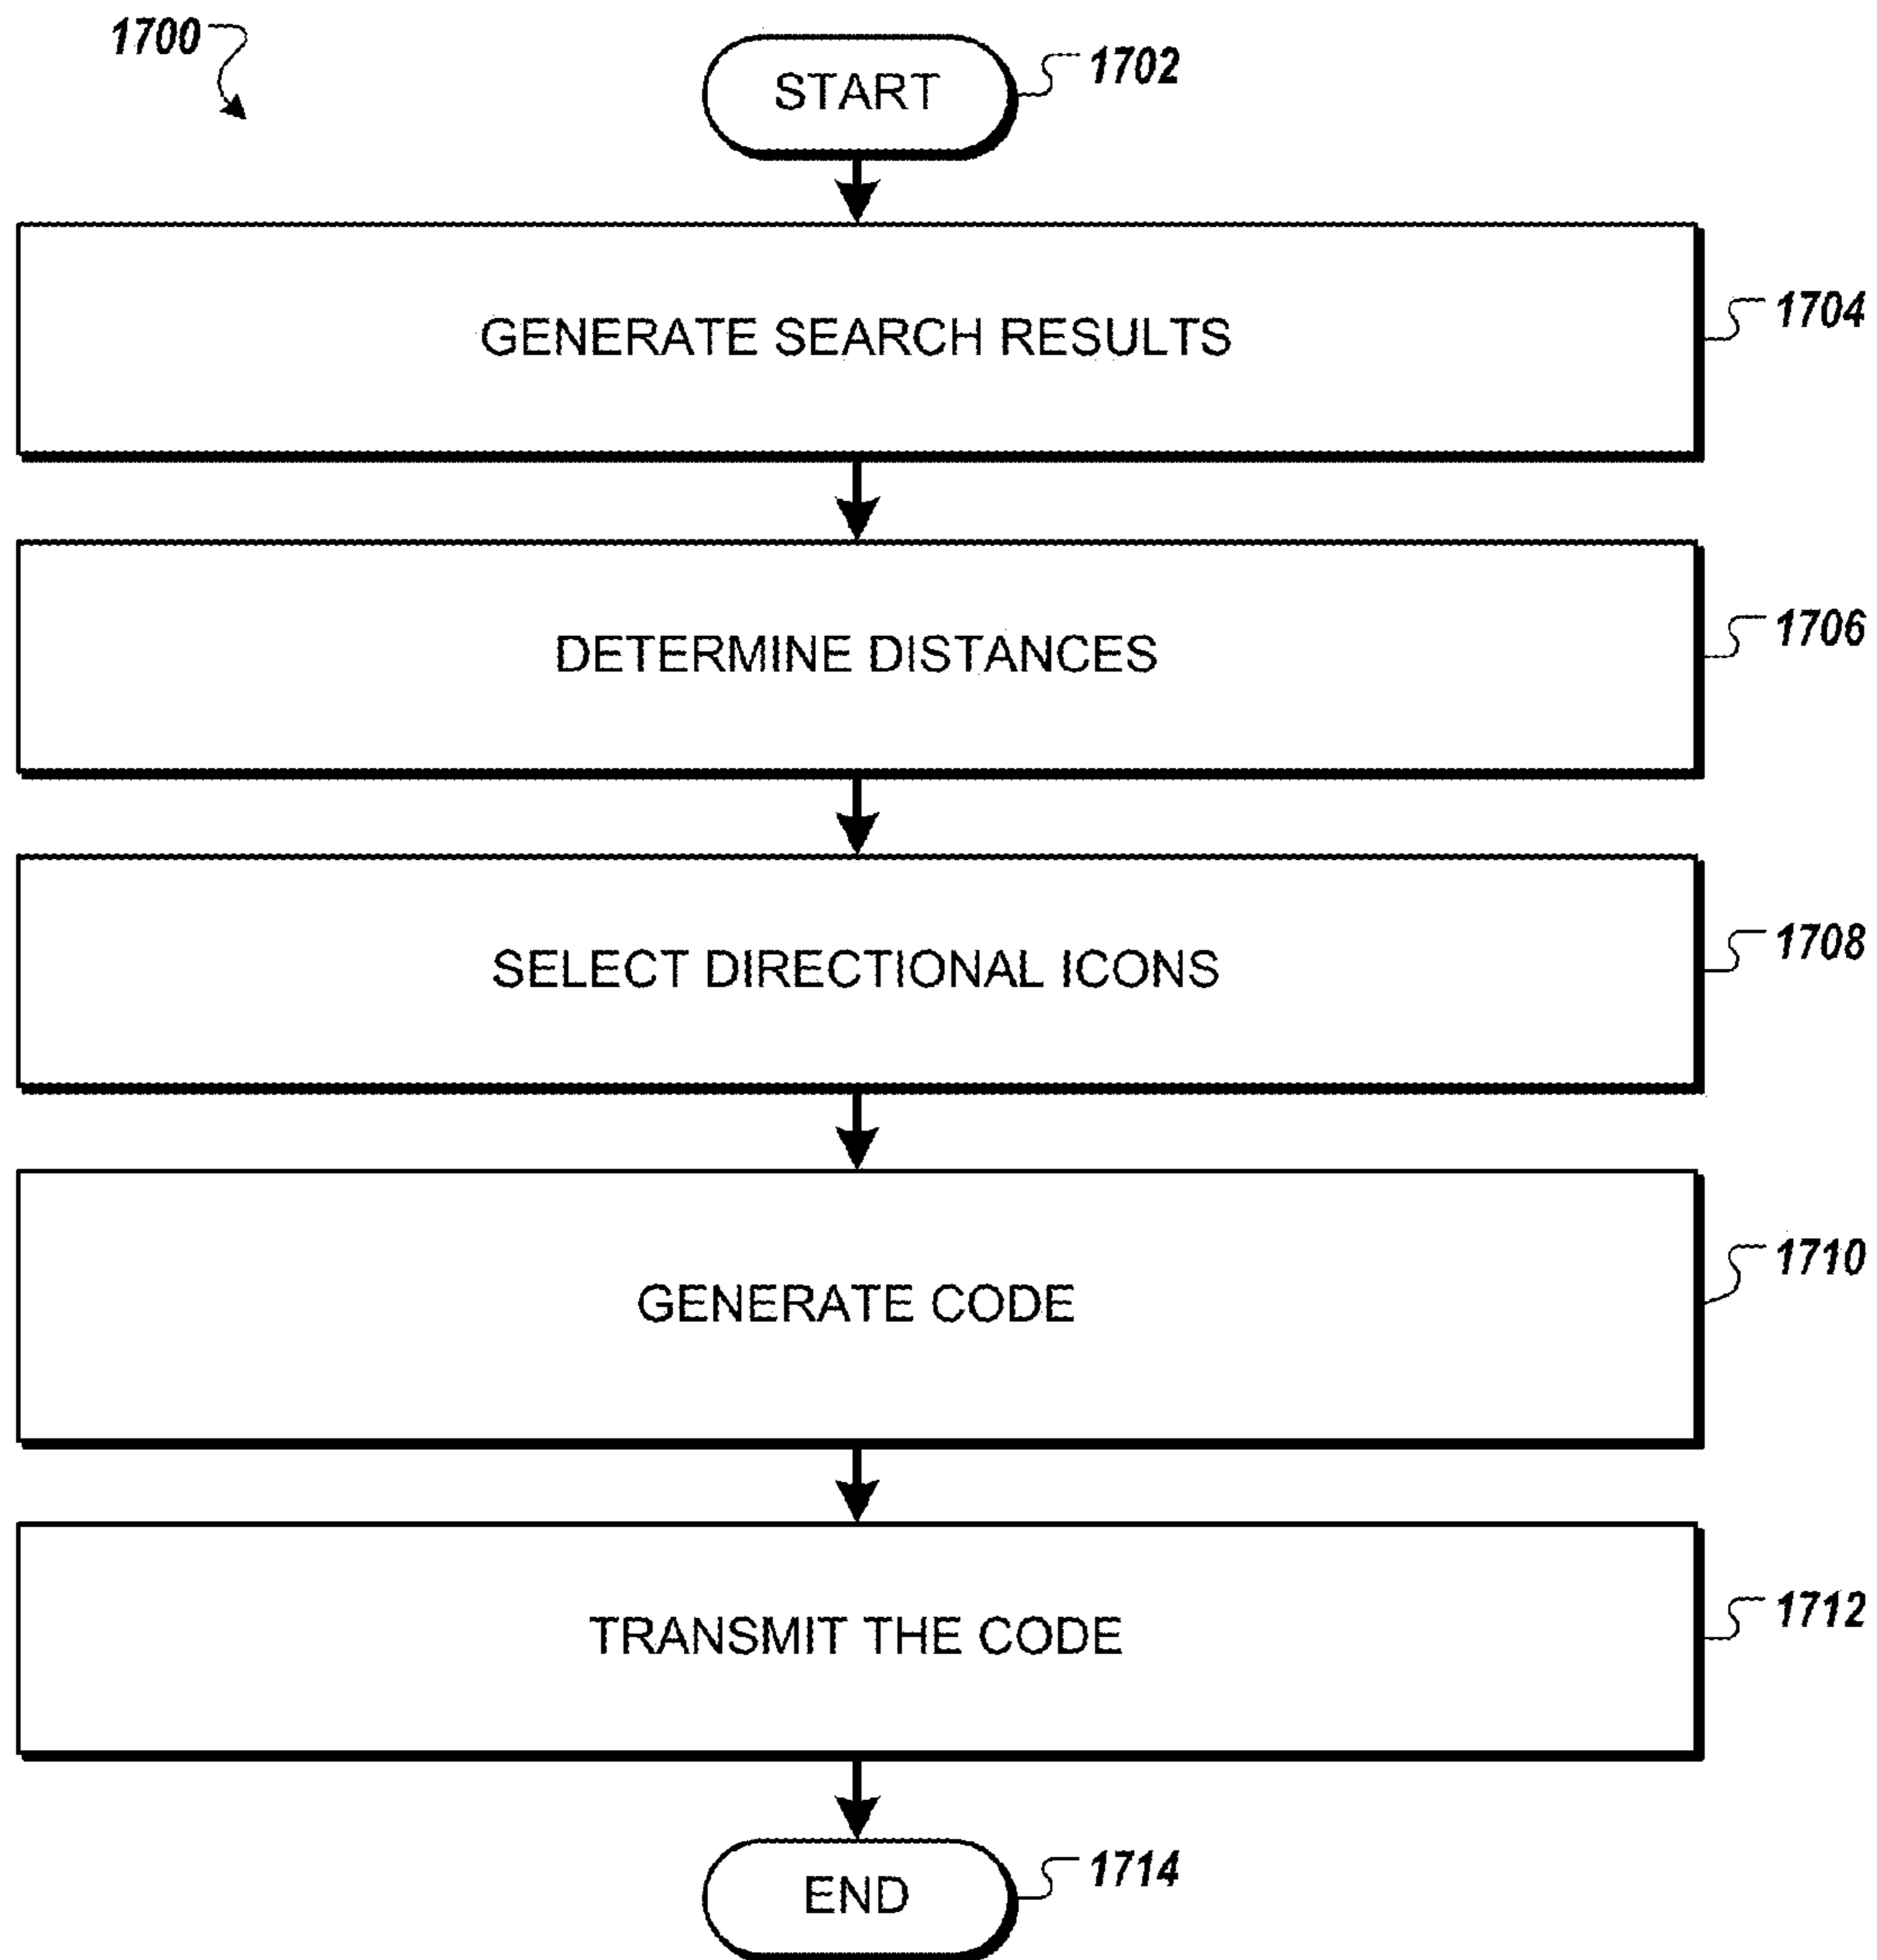 1700
START 1702
GENERATE SEARCH RESULTS 1704
DETERMINE DISTANCES 1706
SELECT DIRECTIONAL ICONS 1708
GENERATE CODE 1710
TRANSMIT THE CODE 1712
END 1714